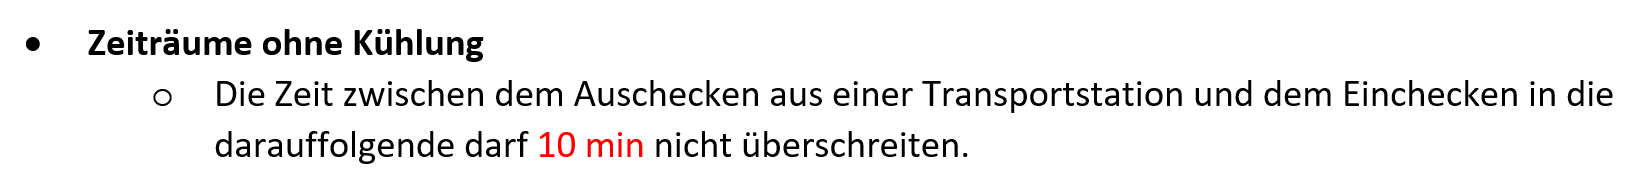 • Zeiträume ohne Kühlung
o Die Zeit zwischen dem Auschecken aus einer Transportstation und dem Einchecken in die
darauffolgende darf 10 min nicht überschreiten.